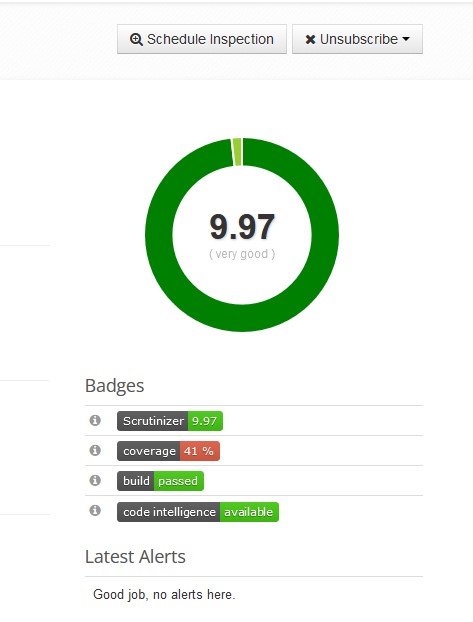 Schedule Inspection Unsubscribe
9.97
( very good )
Badges
Scrutinizer 9.97
coverage 41 %
build passed
code intelligence available
Latest Alerts
Good job, no alerts here.